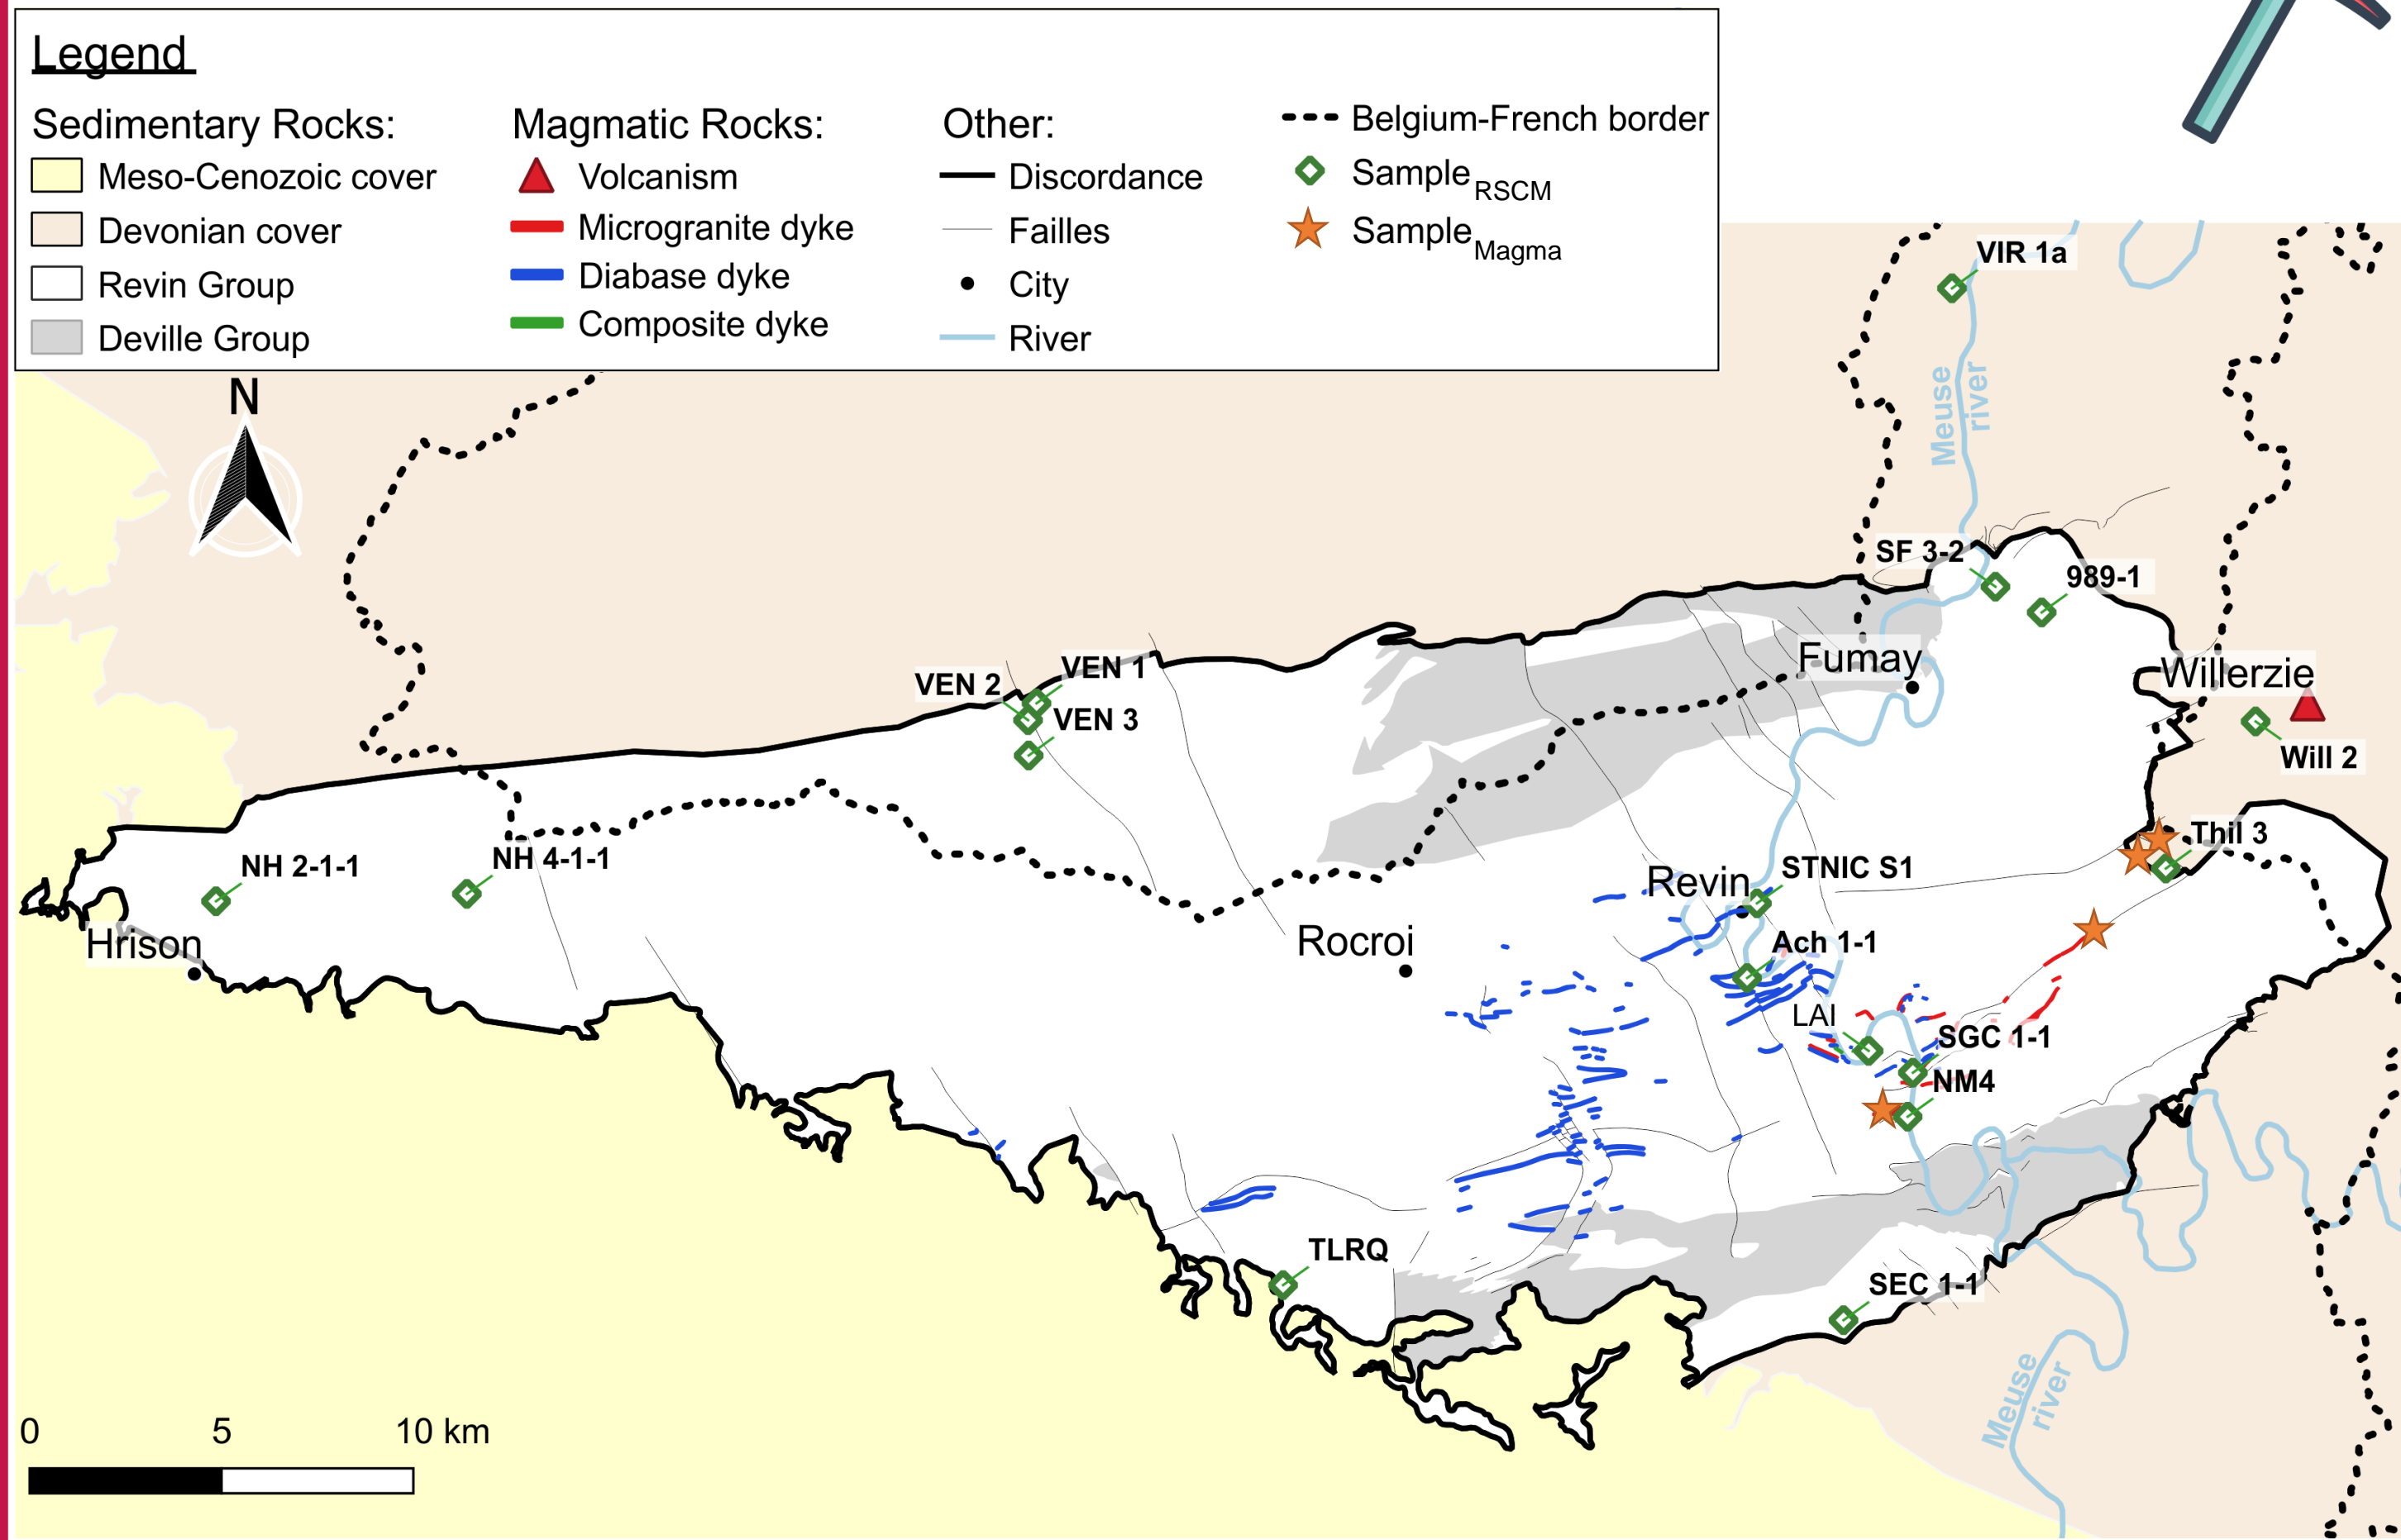 Legend
Sedimentary Rocks:
Meso-Cenozoic cover
Devonian cover
Revin Group
Deville Group
Magmatic Rocks:
Volcanism
Microgranite dyke
Diabase dyke
Composite dyke
Other:
Discordance
Failles
City
River
Belgium-French border
Sample RSCM
Sample Magma
N
VIR 1a
Meuse
river
SF 3-2
989-1
Fumay
Willerzie
Will 2
VEN 1
VEN 2
VEN 3
Thil 3
NH 2-1-1
NH 4-1-1
STNIC S1
Revin
Hrison
Rocroi
Ach 1-1
LAI
SGC 1-1
NM4
TLRQ
SEC 1-1
Meuse
river
0 5 10 km